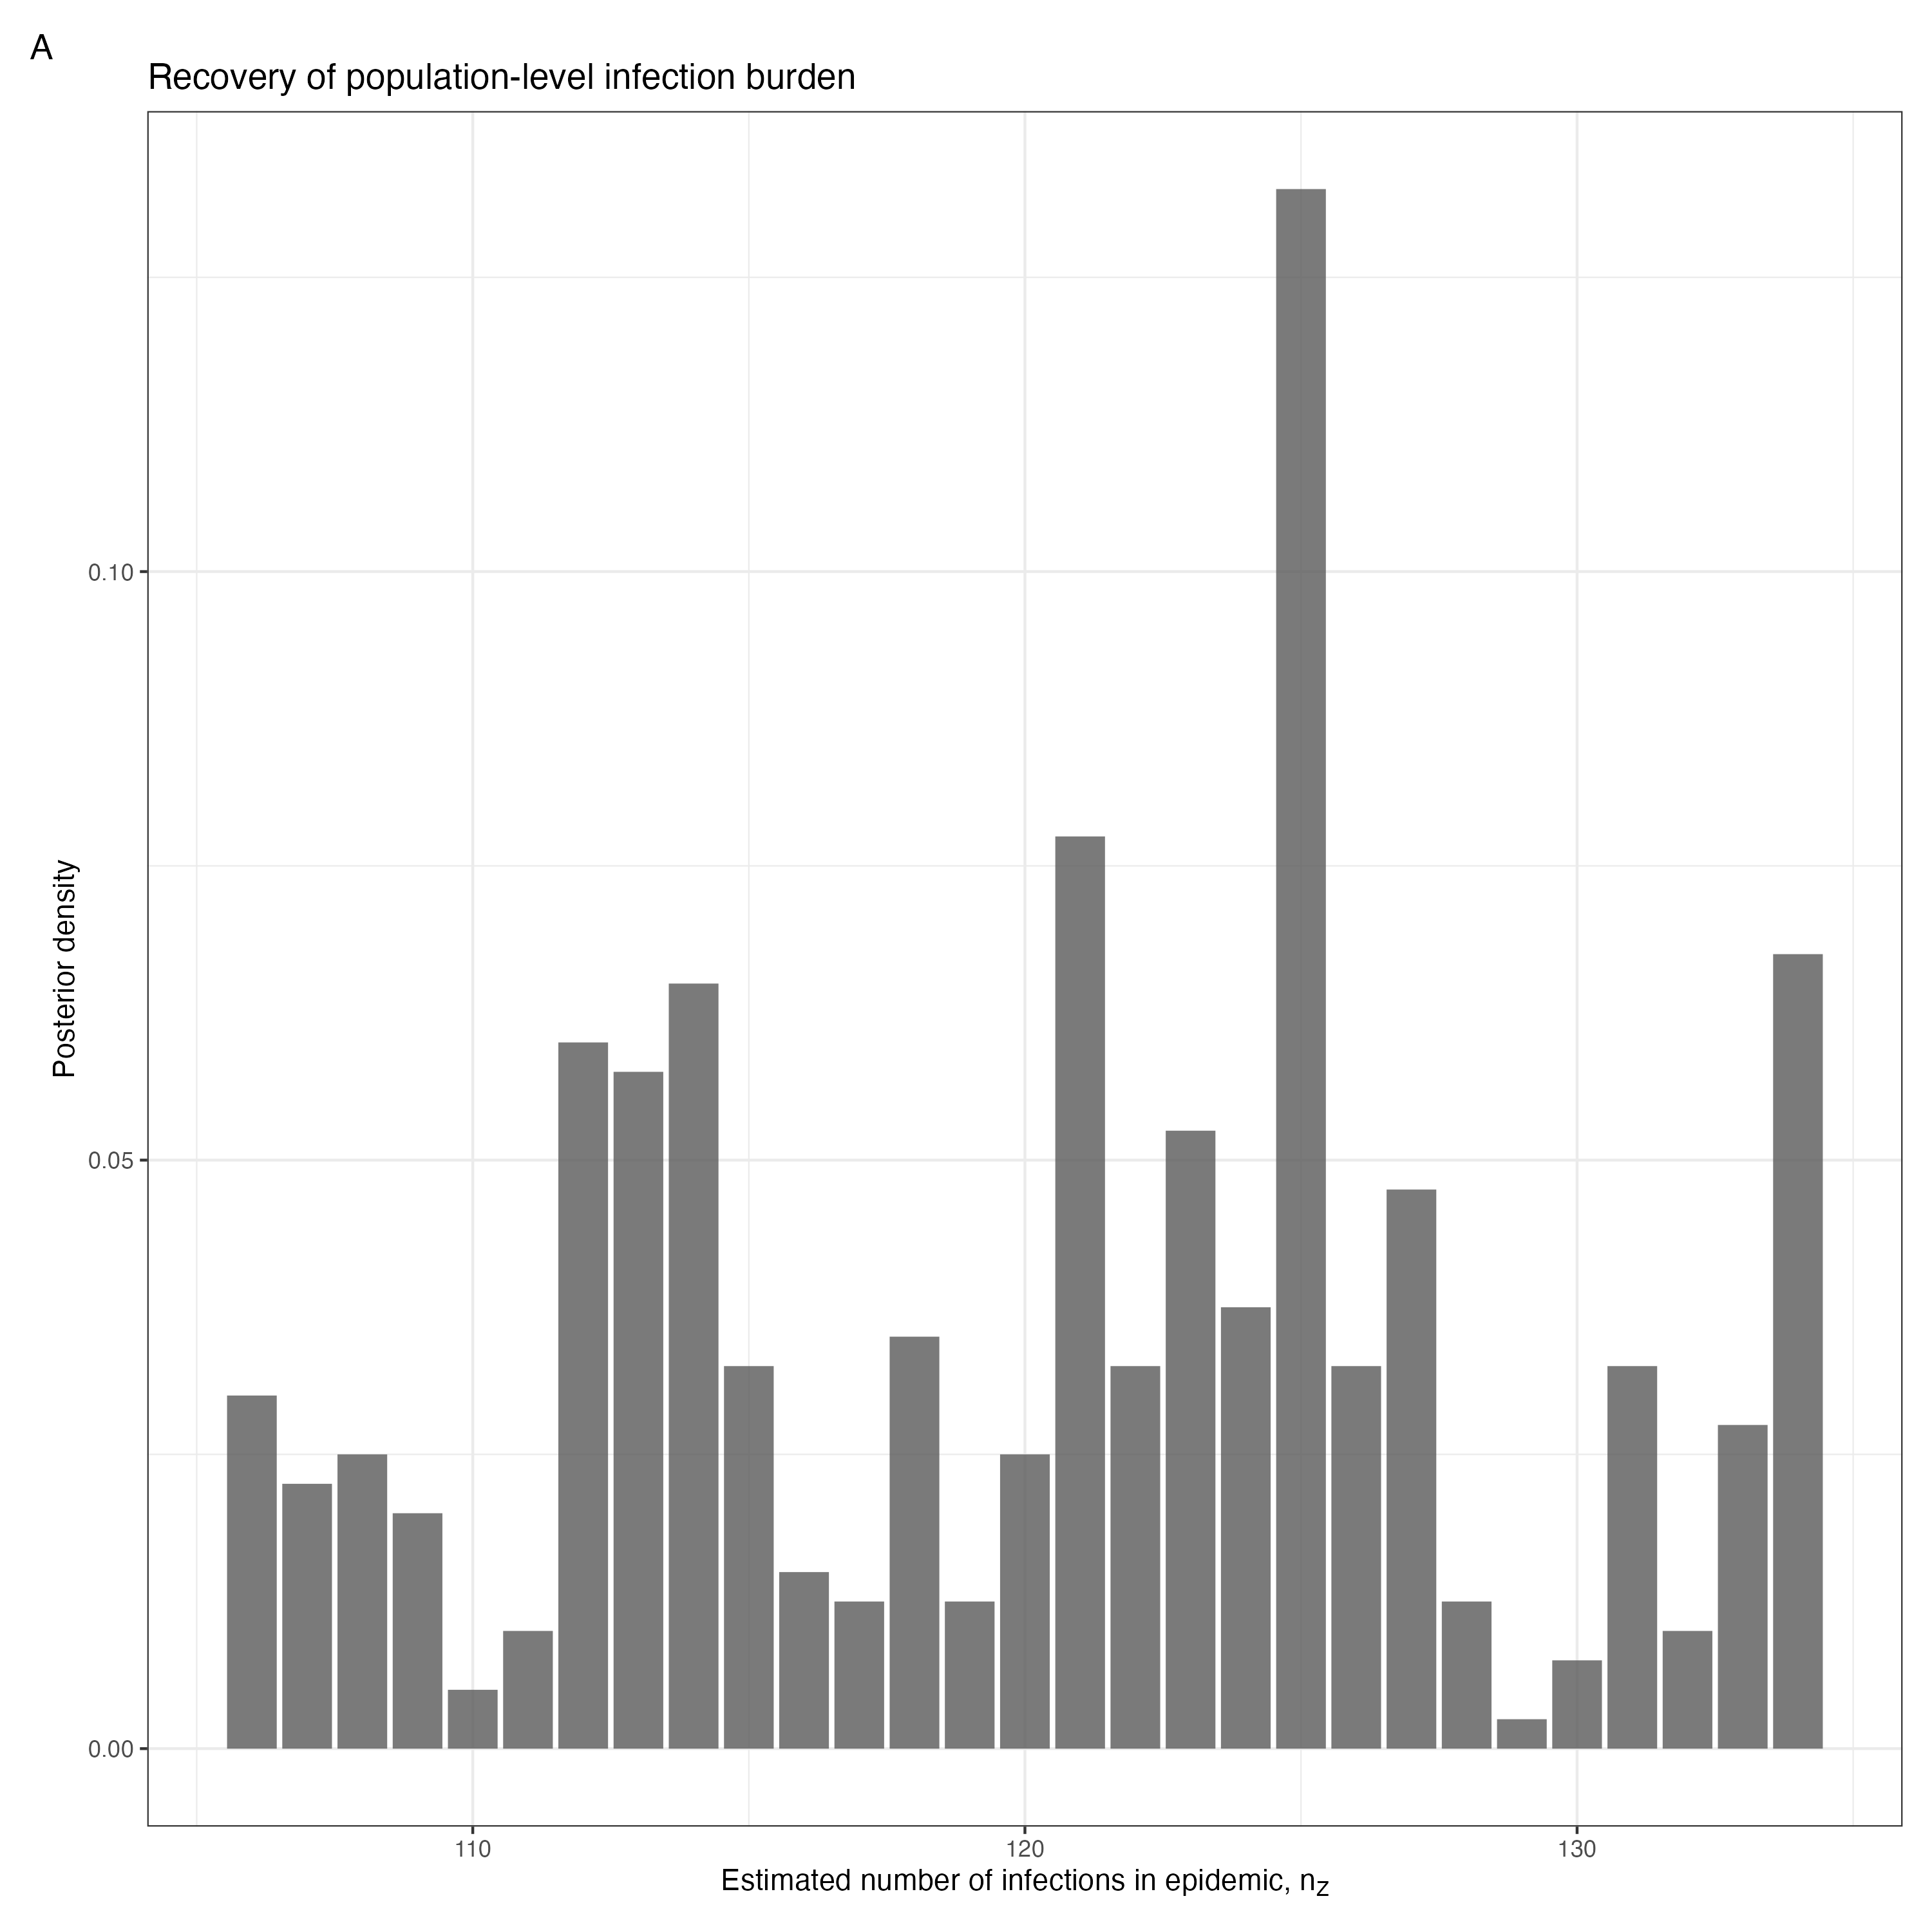 A
Recovery of population-level infection burden
Posterior density
0.10
0.05
0.00
110 120 130
Estimated number of infections in epidemic, nZ